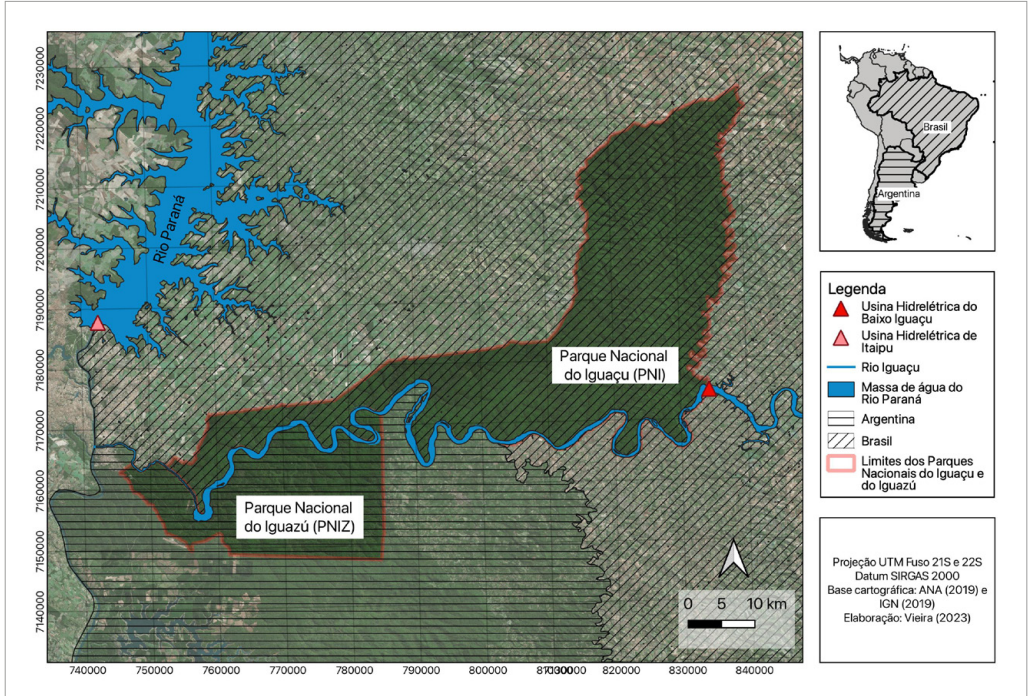 7230000
7220000
7210000
7200000
7190000
7180000
7170000
7160000
7150000
7140000
Rio Paraná
Parque Nacional
do Iguaçu (PNI)
Parque Nacional
do Iguazú (PNIZ)
0 5 10 km
740000 750000 760000 770000 780000 790000 800000 820000 830000 840000
Brasil
Argentina
Legenda
Usina Hidrelétrica do
Baixo Iguaçu
Usina Hidrelétrica de
Itaipu
Rio Iguaçu
Massa de água do
Rio Paraná
Argentina
Brasil
Limites dos Parques
Nacionais do Iguaçu e
do Iguazú
Projeção UTM Fuso 21S e 22S
Datum SIRGAS 2000
Base cartográfica: ANA (2019) e
IGN (2019)
Elaboração: Vieira (2023)